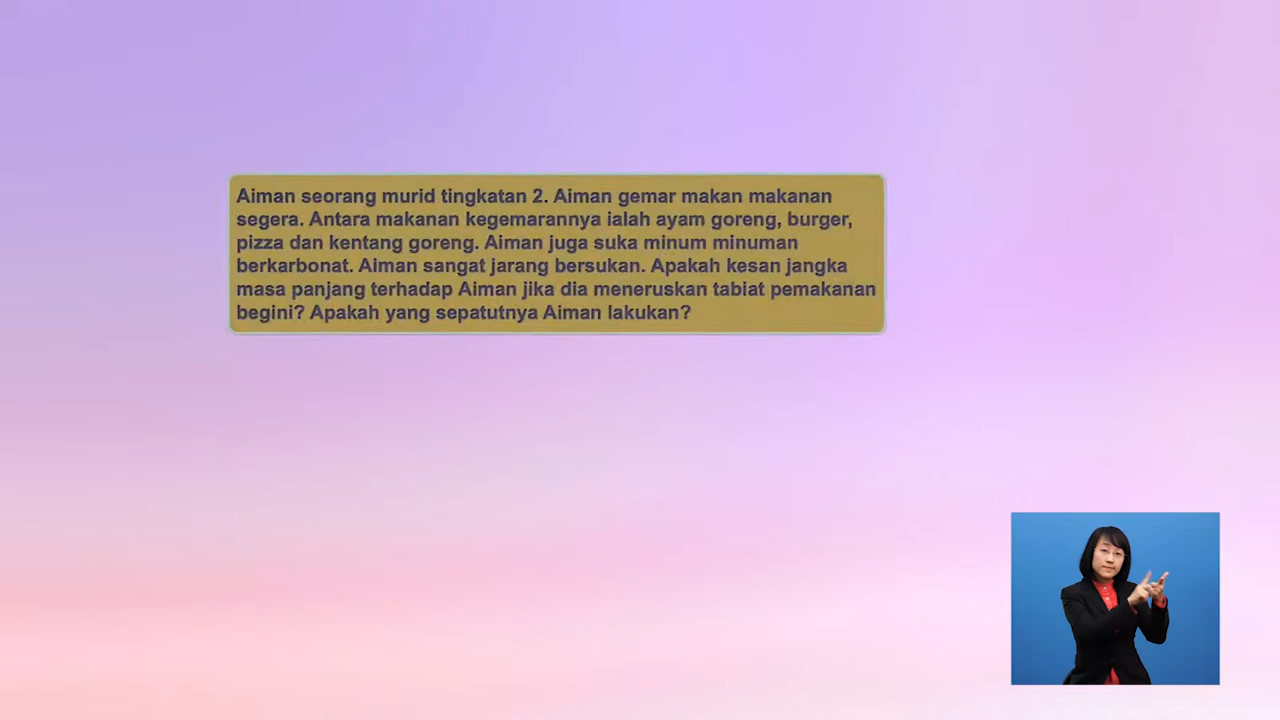 Aiman seorang murid tingkatan 2. Aiman gemar makan makanan
segera. Antara makanan kegemarannya ialah ayam goreng, burger,
pizza dan kentang goreng. Aiman juga suka minum minuman
berkarbonat. Aiman sangat jarang bersukan. Apakah kesan jangka
masa panjang terhadap Aiman jika dia meneruskan tabiat pemakanan
begini? Apakah yang sepatutnya Aiman lakukan?